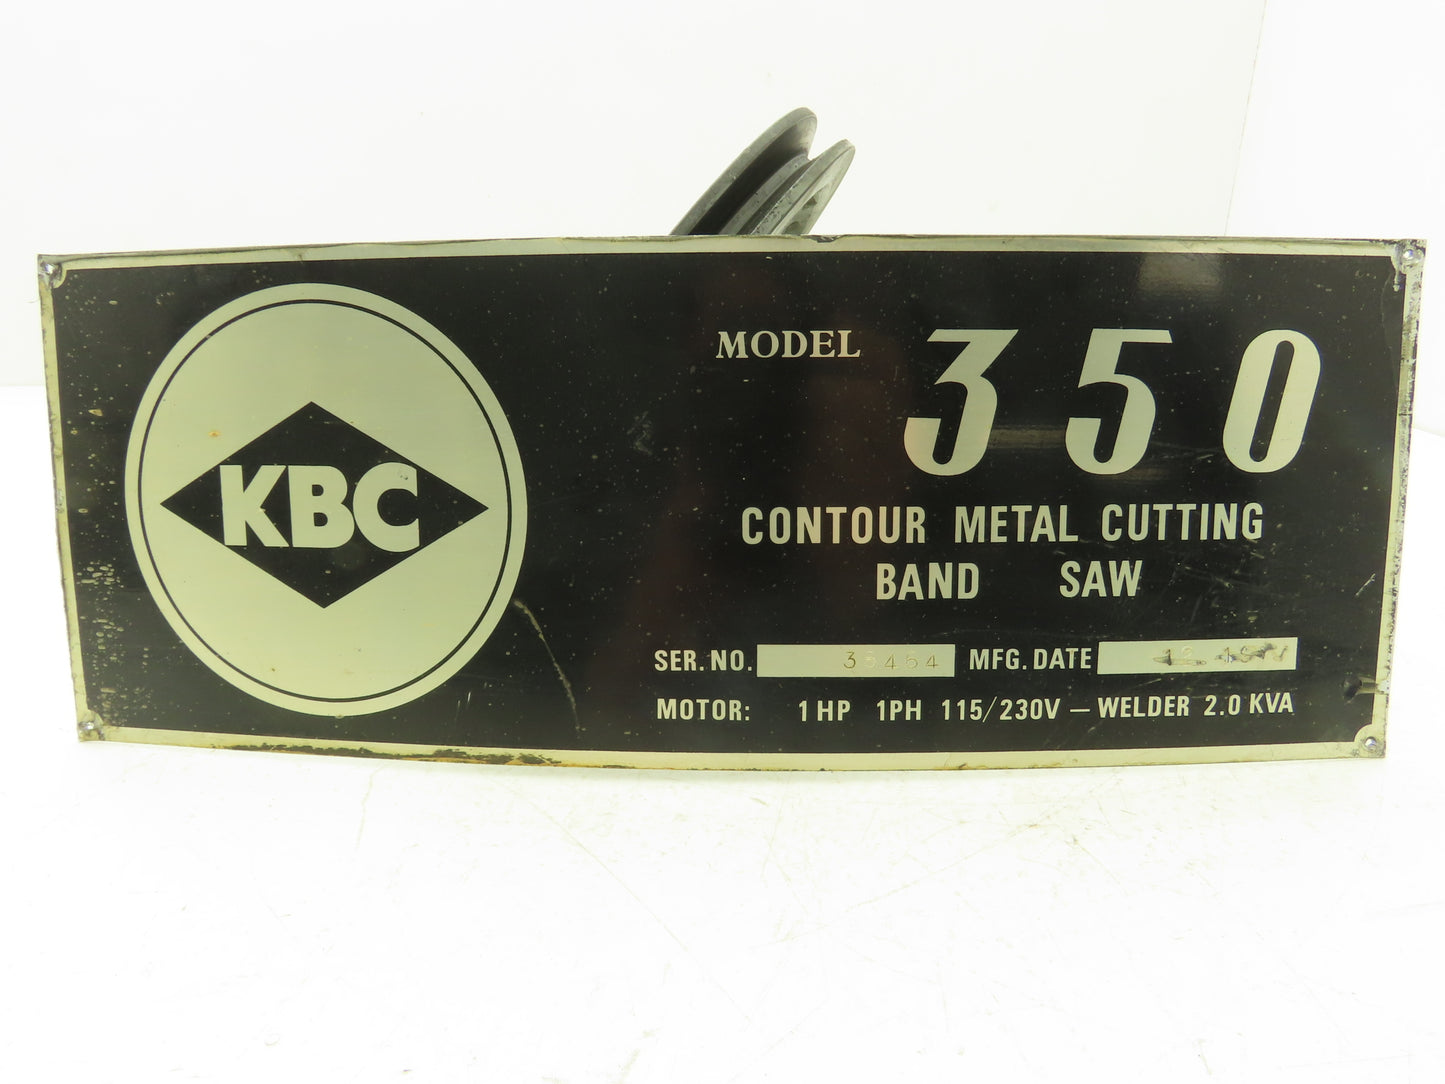 KBC
MODEL 350
CONTOUR METAL CUTTING
BAND SAW
SER. NO. 35454 MFG. DATE
MOTOR: 1 HP 1PH 115/230V — WELDER 2.0 KVA